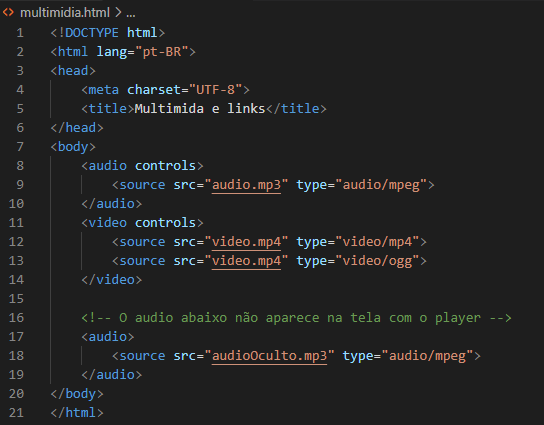 multimidia.html > ...
1 <!DOCTYPE html>
2 <html lang="pt-BR">
3 <head>
4     <meta charset="UTF-8">
5     <title>Multimida e links</title>
6 </head>
7 <body>
8     <audio controls>
9         <source src="audio.mp3" type="audio/mpeg">
10     </audio>
11     <video controls>
12         <source src="video.mp4" type="video/mp4">
13         <source src="video.mp4" type="video/ogg">
14     </video>
15
16     <!-- O audio abaixo não aparece na tela com o player -->
17     <audio>
18         <source src="audioOculto.mp3" type="audio/mpeg">
19     </audio>
20 </body>
21 </html>